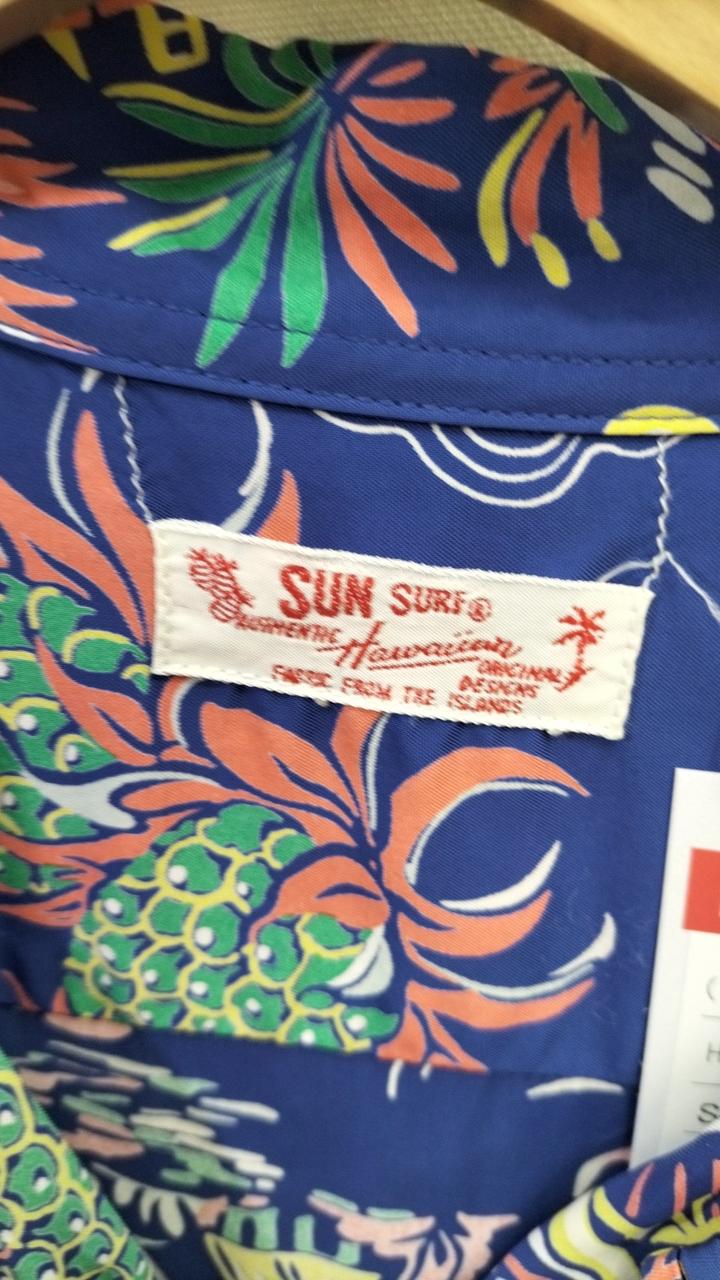 SUN SURF®
AUTHENTIC Hawaiian ORIGINAL
DESIGNS
FABRIC FROM THE ISLANDS